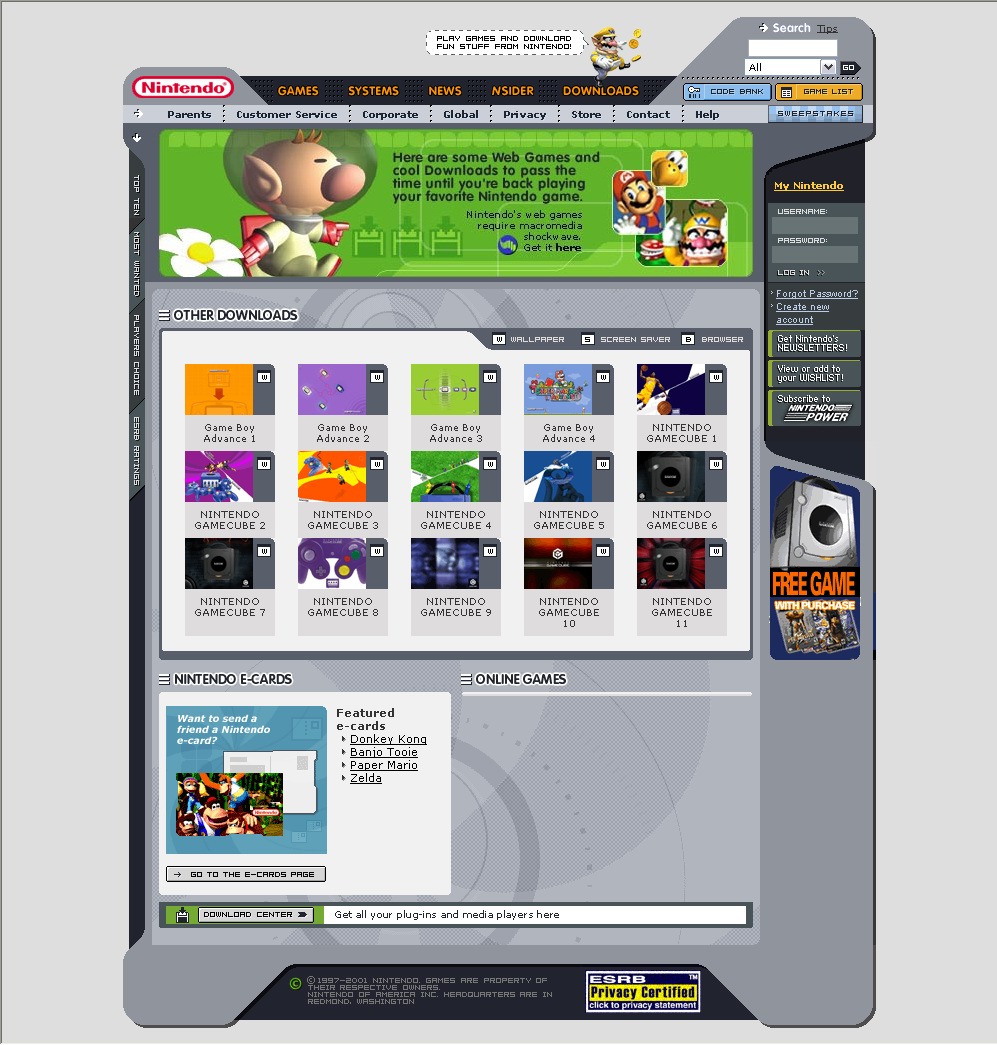 PLAY GAMES AND DOWNLOAD
FUN STUFF FROM NINTENDO!
Search Tips
All
GO
Nintendo
GAMES SYSTEMS NEWS NSIDER DOWNLOADS
CODE BANK GAME LIST
Parents Customer Service Corporate Global Privacy Store Contact Help
SWEEPSTAKES
TOP TEN
MOST WANTED
PLAYERS CHOICE
ESRB RATINGS
Here are some Web Games and
cool Downloads to pass the
time until you're back playing
your favorite Nintendo game.
Nintendo's web games
require macromedia
shockwave.
Get it here
My Nintendo
USERNAME:
PASSWORD:
LOG IN
Forgot Password?
Create new
account
Get Nintendo's
NEWSLETTERS!
View or add to
your WISHLIST!
Subscribe to
NINTENDO
POWER
FREE GAME
WITH PURCHASE
OTHER DOWNLOADS
W WALLPAPER S SCREEN SAVER B BROWSER
W W W W W
Game Boy
Advance 1
Game Boy
Advance 2
Game Boy
Advance 3
Game Boy
Advance 4
NINTENDO
GAMECUBE 1
W W W W W
NINTENDO
GAMECUBE 2
NINTENDO
GAMECUBE 3
NINTENDO
GAMECUBE 4
NINTENDO
GAMECUBE 5
NINTENDO
GAMECUBE 6
W W W W W
NINTENDO
GAMECUBE 7
NINTENDO
GAMECUBE 8
NINTENDO
GAMECUBE 9
NINTENDO
GAMECUBE
10
NINTENDO
GAMECUBE
11
NINTENDO E-CARDS
Want to send a
friend a Nintendo
e-card?
Nintendo
GO TO THE E-CARDS PAGE
Featured
e-cards
Donkey Kong
Banjo Tooie
Paper Mario
Zelda
ONLINE GAMES
DOWNLOAD CENTER
Get all your plug-ins and media players here
© ©1997-2001 NINTENDO. GAMES ARE PROPERTY OF
THEIR RESPECTIVE OWNERS.
NINTENDO OF AMERICA INC. HEADQUARTERS ARE IN
REDMOND, WASHINGTON
ESRB TM
Privacy Certified
click to privacy statement